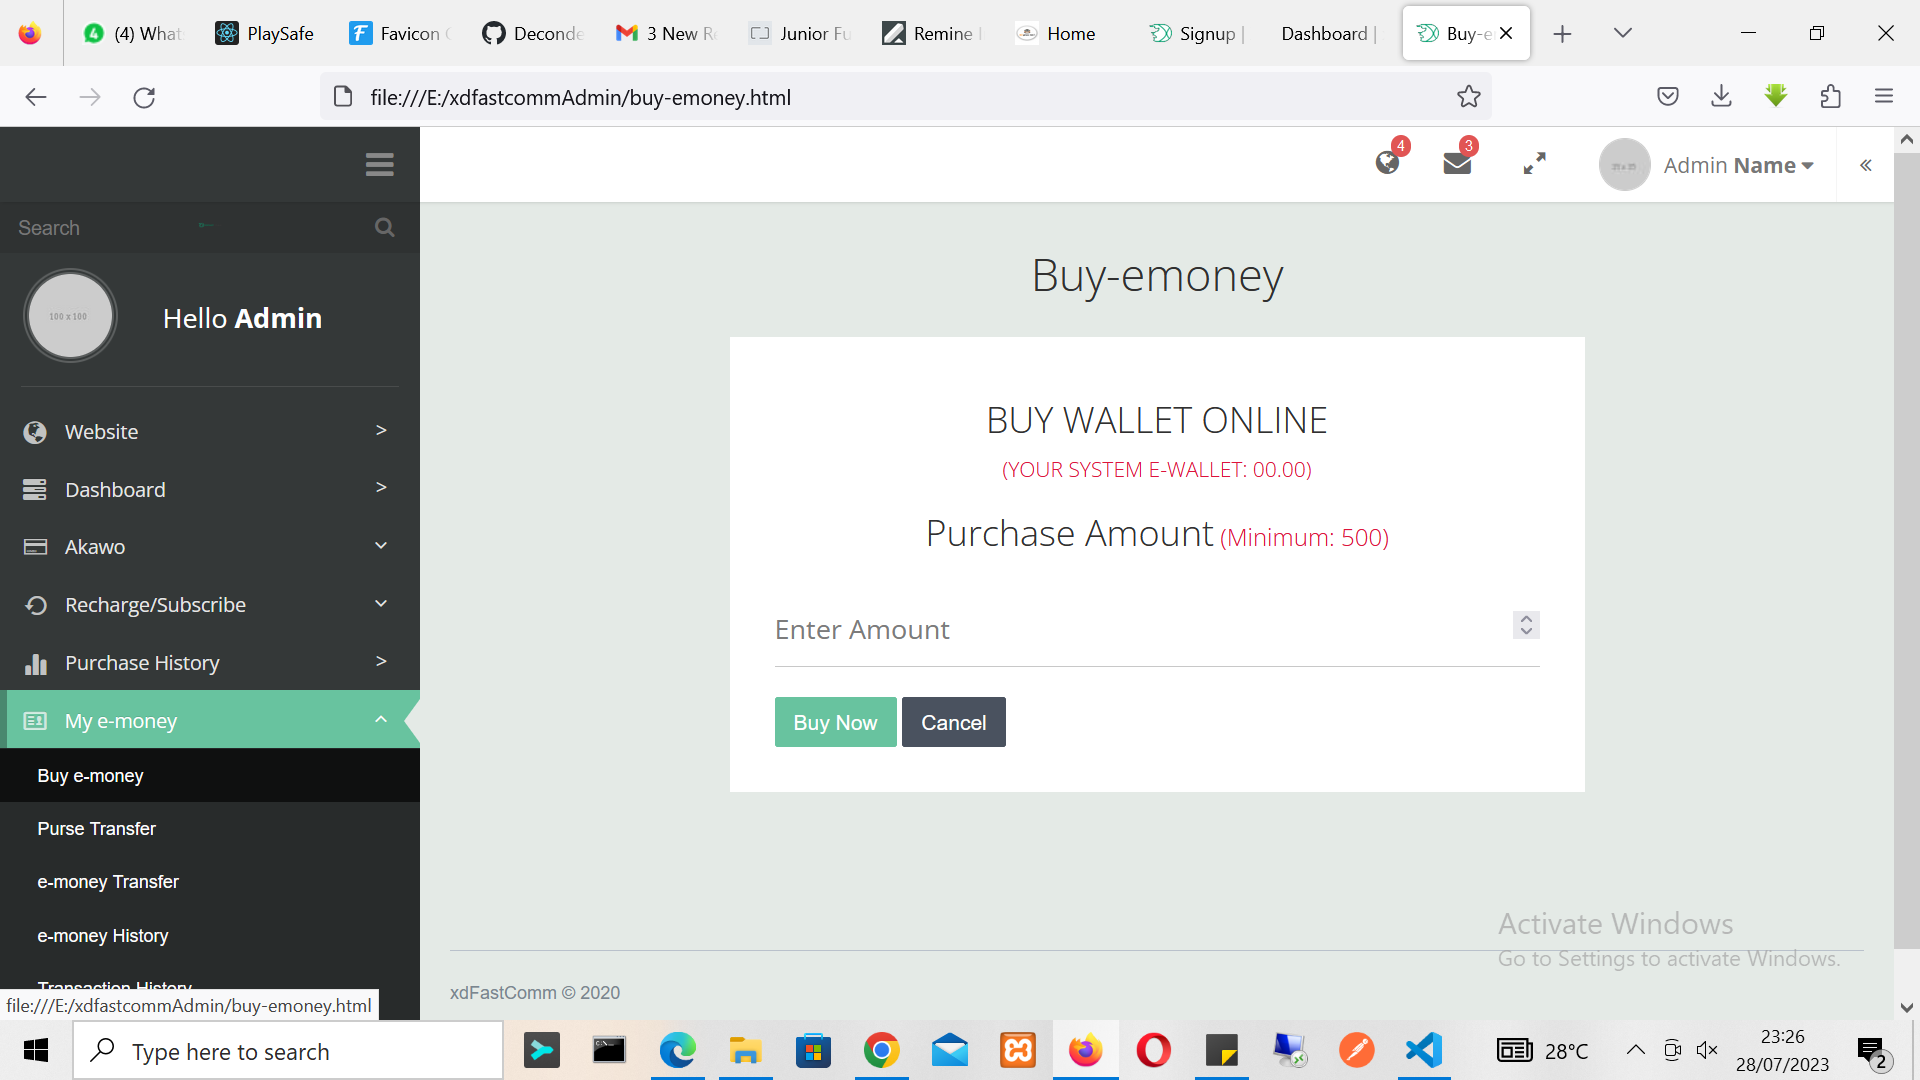 (4) What
PlaySafe
Favicon
Deconde
3 New Re
Junior Fu
Remine
Home
Signup |
Dashboard |
Buy-e
file:///E:/xdfastcommAdmin/buy-emoney.html
4
3
Admin Name
Search
100 x 100
Hello Admin
Website >
Dashboard >
Akawo
Recharge/Subscribe
Purchase History >
My e-money
Buy e-money
Purse Transfer
e-money Transfer
e-money History
Transaction History
file:///E:/xdfastcommAdmin/buy-emoney.html
Buy-emoney
BUY WALLET ONLINE
(YOUR SYSTEM E-WALLET: 00.00)
Purchase Amount (Minimum: 500)
Enter Amount
Buy Now Cancel
Activate Windows
Go to Settings to activate Windows.
xdFastComm © 2020
Type here to search
28°C
23:26
28/07/2023
2